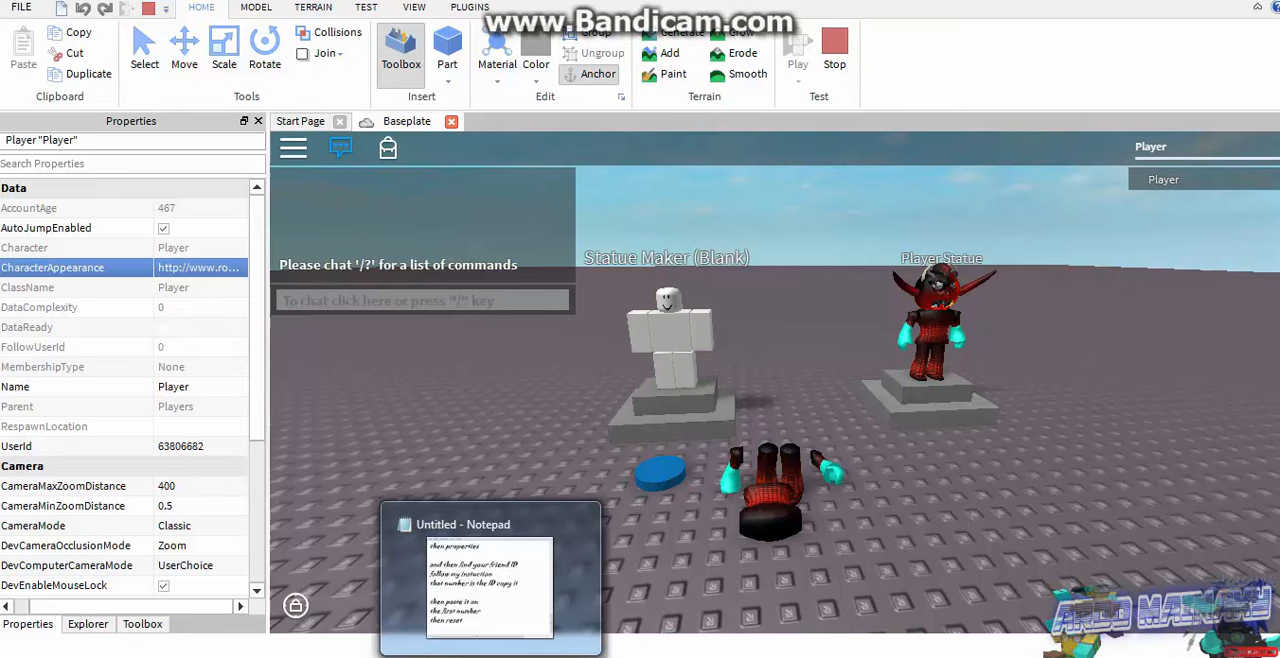 www.Bandicam.com
FILE
HOME
MODEL
TERRAIN
TEST
VIEW
PLUGINS
Paste
Copy
Cut
Duplicate
Clipboard
Select
Move
Scale
Rotate
Collisions
Join
Tools
Toolbox
Part
Insert
Material
Color
Group
Ungroup
Anchor
Edit
Generate
Add
Paint
Grow
Erode
Smooth
Terrain
Play
Stop
Test
Properties
Player "Player"
Search Properties
Data
AccountAge 467
AutoJumpEnabled
Character Player
CharacterAppearance http://www.ro...
ClassName Player
DataComplexity 0
DataReady
FollowUserId 0
MembershipType None
Name Player
Parent Players
RespawnLocation
UserId 63806682
Camera
CameraMaxZoomDistance 400
CameraMinZoomDistance 0.5
CameraMode Classic
DevCameraOcclusionMode Zoom
DevComputerCameraMode UserChoice
DevEnableMouseLock
Properties
Explorer
Toolbox
Start Page
Baseplate
Player
Player
Please chat '/?' for a list of commands
To chat click here or press "/" key
Statue Maker (Blank)
Player Statue
Untitled - Notepad
then properties
and then find your friend ID
follow my instuction
that number is the ID copy it
then paste it on
the first number
then reset